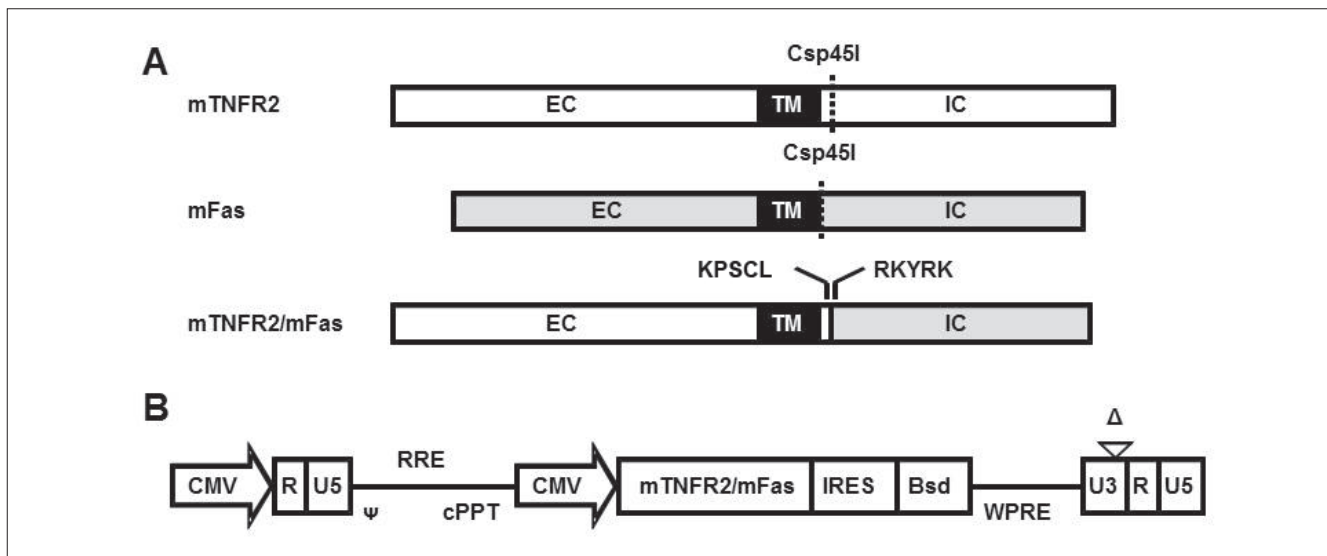 A
Csp45I
mTNFR2 EC TM IC
Csp45I
mFas EC TM IC
KPSCL RKYRK
mTNFR2/mFas EC TM IC
B
Δ
RRE
CMV R U5 CMV mTNFR2/mFas IRES Bsd U3 R U5
Ψ cPPT WPRE